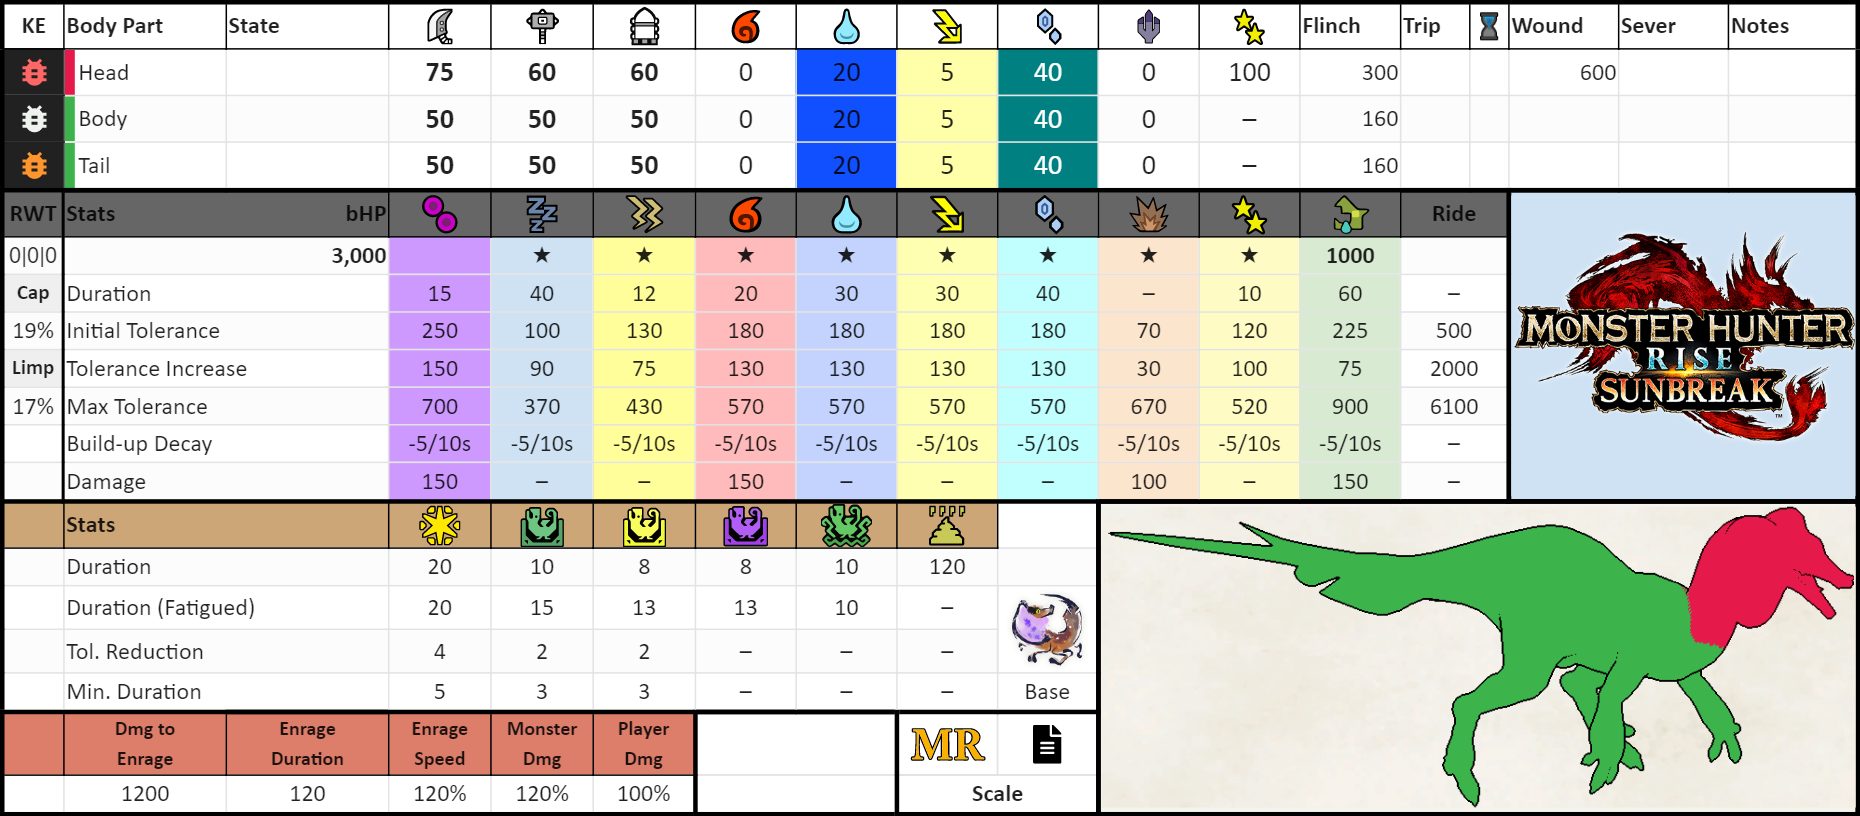 KE Body Part State Flinch Trip Wound Sever Notes
Head 75 60 60 0 20 5 40 0 100 300 600
Body 50 50 50 0 20 5 40 0 – 160
Tail 50 50 50 0 20 5 40 0 – 160
RWT Stats bHP Ride
0|0|0 3,000 ★ ★ ★ ★ ★ ★ ★ ★ 1000
Cap Duration 15 40 12 20 30 30 40 – 10 60 –
19% Initial Tolerance 250 100 130 180 180 180 180 70 120 225 500
Limp Tolerance Increase 150 90 75 130 130 130 130 30 100 75 2000
17% Max Tolerance 700 370 430 570 570 570 570 670 520 900 6100
Build-up Decay -5/10s -5/10s -5/10s -5/10s -5/10s -5/10s -5/10s -5/10s -5/10s -5/10s –
Damage 150 – – 150 – – – 100 – 150 –
MONSTER HUNTER
RISE
SUNBREAK™
Stats
Duration 20 10 8 8 10 120
Duration (Fatigued) 20 15 13 13 10 –
Tol. Reduction 4 2 2 – – –
Min. Duration 5 3 3 – – – Base
Dmg to Enrage Enrage Monster Player
Enrage Duration Speed Dmg Dmg
MR
1200 120 120% 120% 100% Scale